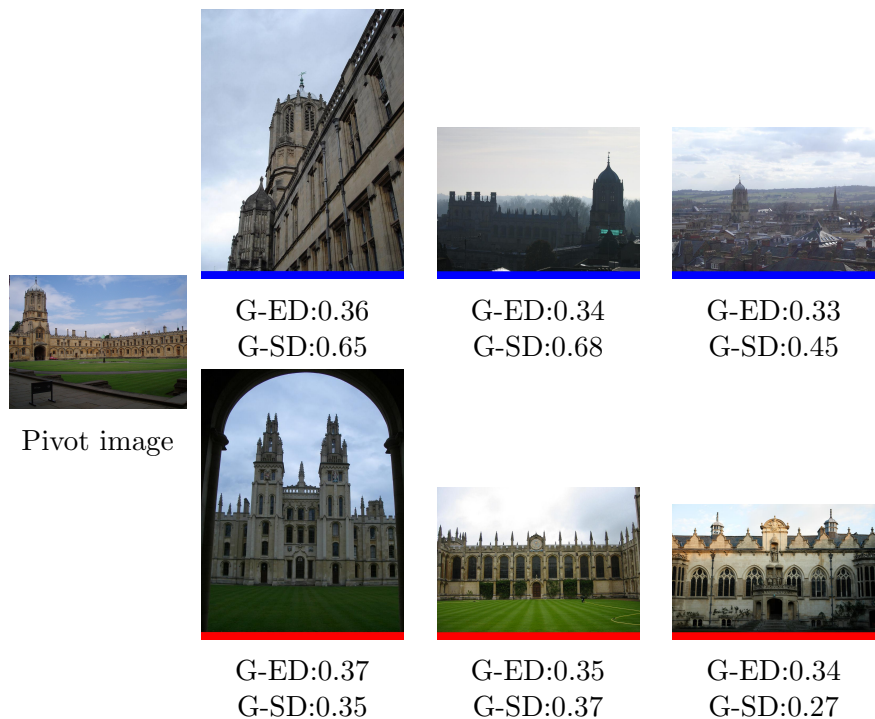 G-ED:0.36
G-SD:0.65
G-ED:0.34
G-SD:0.68
G-ED:0.33
G-SD:0.45
Pivot image
G-ED:0.37
G-SD:0.35
G-ED:0.35
G-SD:0.37
G-ED:0.34
G-SD:0.27